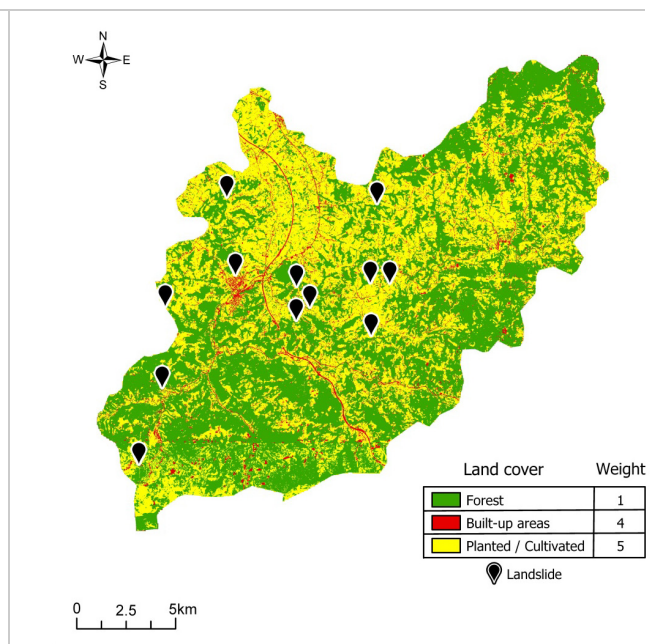 N
W E
S
Land cover Weight
Forest 1
Built-up areas 4
Planted / Cultivated 5
Landslide
0 2.5 5km